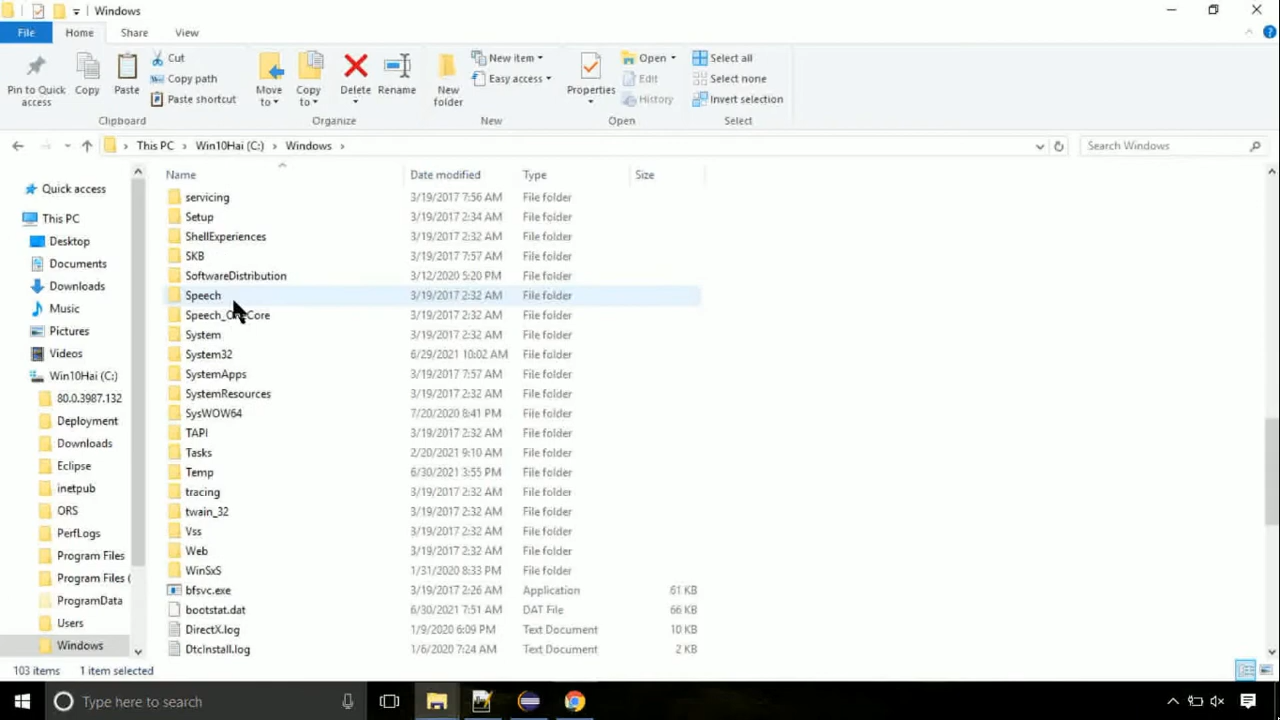 Windows
File Home Share View
Pin to Quick access
Copy
Paste
Cut
Copy path
Paste shortcut
Clipboard
Move to
Copy to
Delete
Rename
Organize
New folder
New item
Easy access
New
Properties
Open
Edit
History
Open
Select all
Select none
Invert selection
Select
This PC > Win10Hai (C:) > Windows >
Search Windows
Quick access
This PC
Desktop
Documents
Downloads
Music
Pictures
Videos
Win10Hai (C:)
80.0.3987.132
Deployment
Downloads
Eclipse
inetpub
ORS
PerfLogs
Program Files
Program Files (
ProgramData
Users
Windows
Name Date modified Type Size
servicing 3/19/2017 7:56 AM File folder
Setup 3/19/2017 2:34 AM File folder
ShellExperiences 3/19/2017 2:32 AM File folder
SKB 3/19/2017 7:57 AM File folder
SoftwareDistribution 3/12/2020 5:20 PM File folder
Speech 3/19/2017 2:32 AM File folder
Speech_OneCore 3/19/2017 2:32 AM File folder
System 3/19/2017 2:32 AM File folder
System32 6/29/2021 10:02 AM File folder
SystemApps 3/19/2017 7:57 AM File folder
SystemResources 3/19/2017 2:32 AM File folder
SysWOW64 7/20/2020 8:41 PM File folder
TAPI 3/19/2017 2:32 AM File folder
Tasks 2/20/2021 9:10 AM File folder
Temp 6/30/2021 3:55 PM File folder
tracing 3/19/2017 2:32 AM File folder
twain_32 3/19/2017 2:32 AM File folder
Vss 3/19/2017 2:32 AM File folder
Web 3/19/2017 2:32 AM File folder
WinSxS 1/31/2020 8:33 PM File folder
bfsvc.exe 3/19/2017 2:26 AM Application 61 KB
bootstat.dat 6/30/2021 7:51 AM DAT File 66 KB
DirectX.log 1/9/2020 6:09 PM Text Document 10 KB
DtcInstall.log 1/6/2020 7:24 AM Text Document 2 KB
103 items 1 item selected
Type here to search